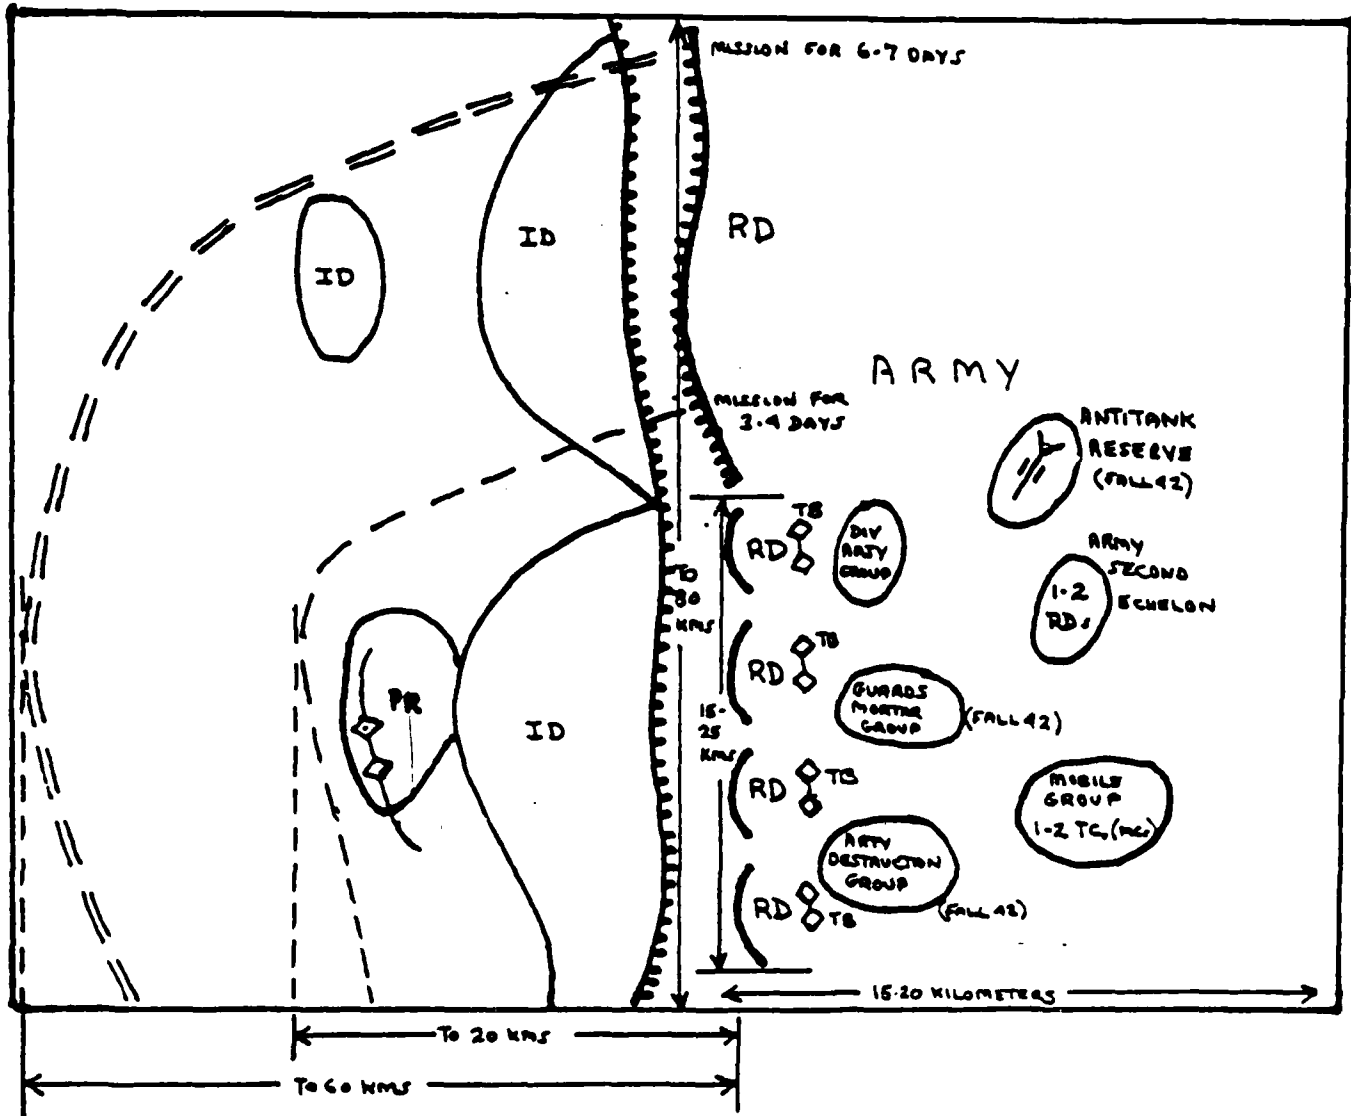 MISSION FOR 6-7 DAYS
ID
ID
RD
ARMY
MISSION FOR
3-4 DAYS
ANTITANK
RESERVE
(FALL 42)
TB
RD
DIV
ARTY
GROUP
ARMY
SECOND
ECHELON
1-2
RDs
TO
80
KMS
RD
TB
GUARDS
MORTAR
GROUP
(FALL 42)
PR
ID
15-
25
KMS
RD
TB
MOBILE
GROUP
1-2 TCs (MCs)
ARTY
DESTRUCTION
GROUP
(FALL 42)
RD
TB
15-20 KILOMETERS
TO 20 KMS
TO 60 KMS